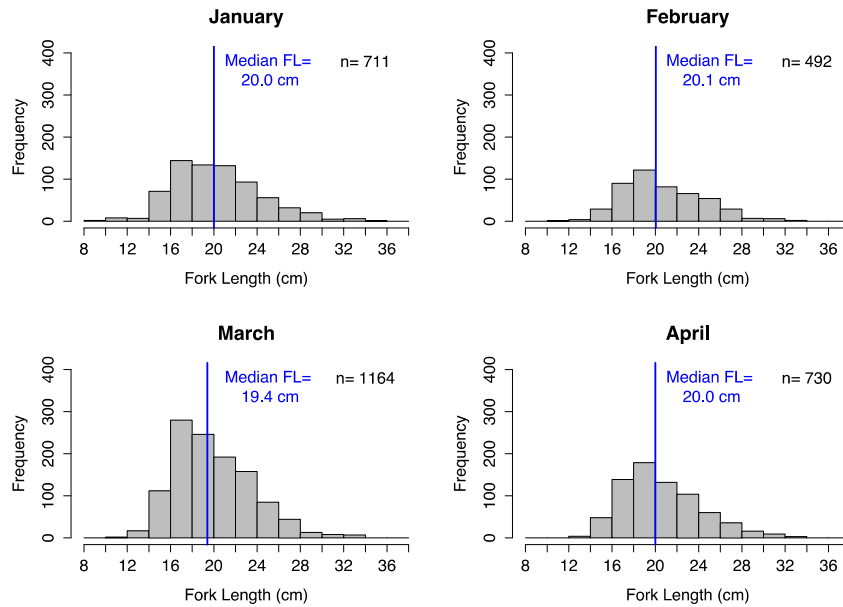 January
Median FL=
20.0 cm
n= 711
Frequency
0
100
200
300
400
8
12
16
20
24
28
32
36
Fork Length (cm)
February
Median FL=
20.1 cm
n= 492
Frequency
0
100
200
300
400
8
12
16
20
24
28
32
36
Fork Length (cm)
March
Median FL=
19.4 cm
n= 1164
Frequency
0
100
200
300
400
8
12
16
20
24
28
32
36
Fork Length (cm)
April
Median FL=
20.0 cm
n= 730
Frequency
0
100
200
300
400
8
12
16
20
24
28
32
36
Fork Length (cm)